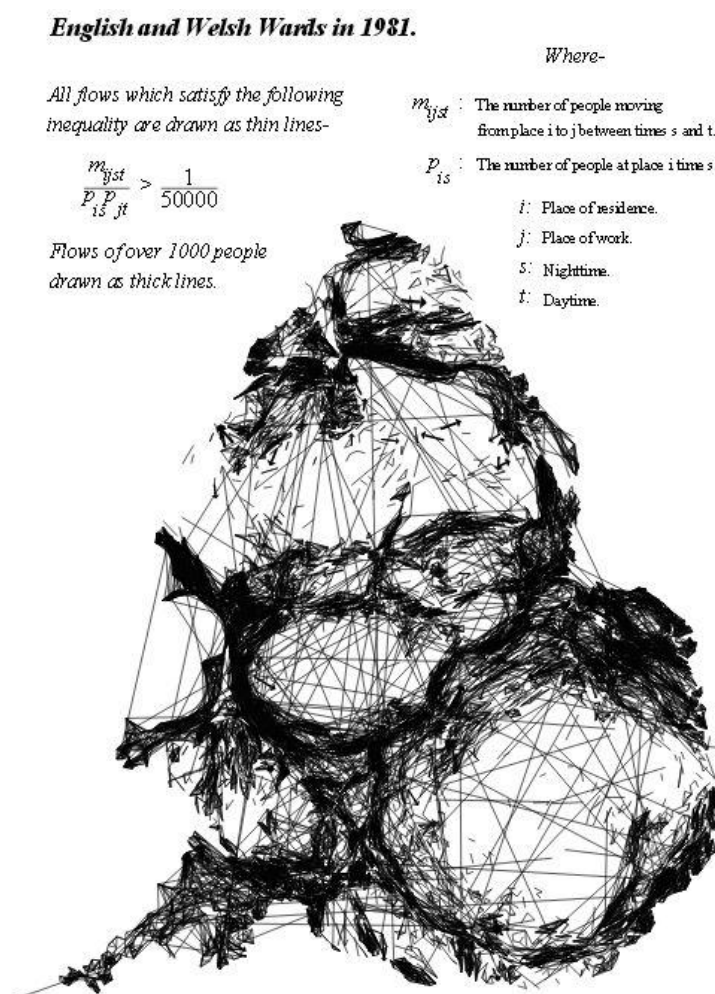 English and Welsh Wards in 1981.
All flows which satisfy the following
inequality are drawn as thin lines-
m_ijst / p_is p_jt > 1 / 50000
Flows of over 1000 people
drawn as thick lines.
Where-
m_ijst : The number of people moving
from place i to j between times s and t.
p_is : The number of people at place i time s
i: Place of residence.
j: Place of work.
s: Nighttime.
t: Daytime.